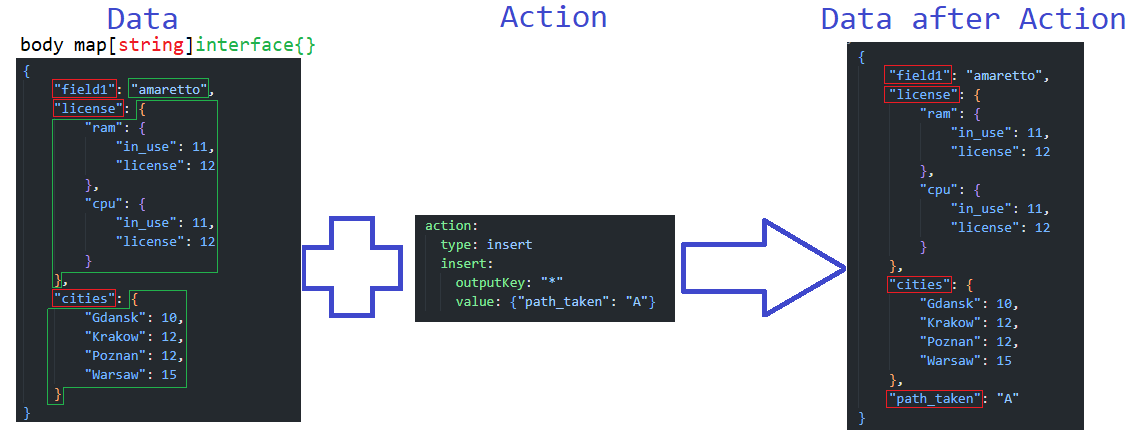 Data
body map[string]interface{}
{
    "field1": "amaretto",
    "license": {
        "ram": {
            "in_use": 11,
            "license": 12
        },
        "cpu": {
            "in_use": 11,
            "license": 12
        }
    },
    "cities": {
        "Gdansk": 10,
        "Krakow": 12,
        "Poznan": 12,
        "Warsaw": 15
    }
}
Action
action:
  type: insert
  insert:
    outputKey: "*"
    value: {"path_taken": "A"}
Data after Action
{
    "field1": "amaretto",
    "license": {
        "ram": {
            "in_use": 11,
            "license": 12
        },
        "cpu": {
            "in_use": 11,
            "license": 12
        }
    },
    "cities": {
        "Gdansk": 10,
        "Krakow": 12,
        "Poznan": 12,
        "Warsaw": 15
    },
    "path_taken": "A"
}